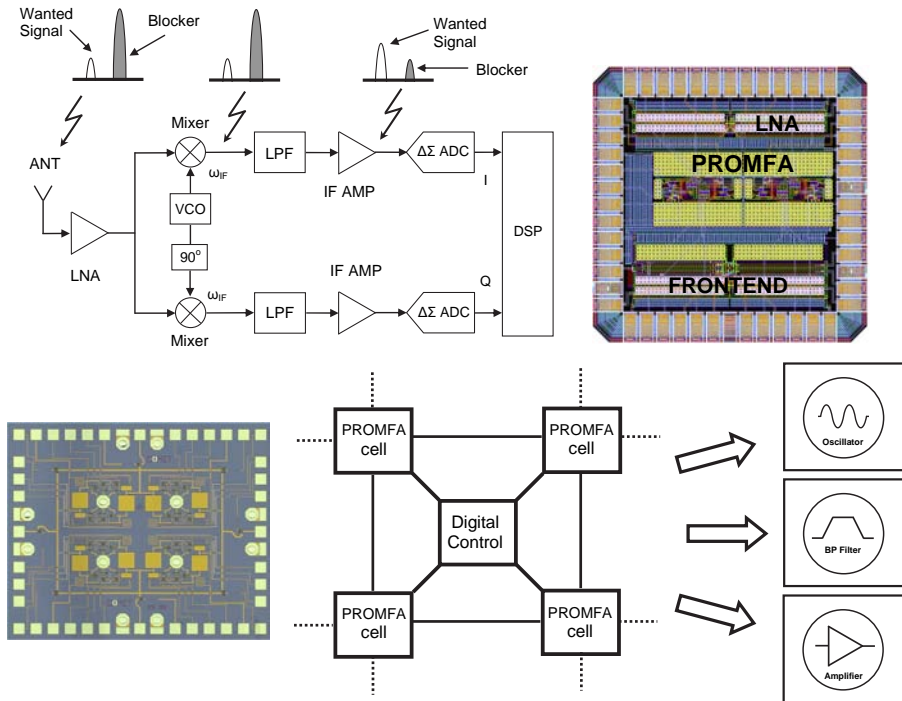 Wanted
Signal
Blocker
Wanted
Signal
Blocker
ANT
LNA
Mixer
ωIF
VCO
90°
ωIF
Mixer
LPF
IF AMP
ΔΣ ADC
I
IF AMP
Q
LPF
ΔΣ ADC
DSP
LNA
PROMFA
FRONTEND
PROMFA
cell
PROMFA
cell
Digital
Control
PROMFA
cell
PROMFA
cell
Oscillator
BP Filter
Amplifier